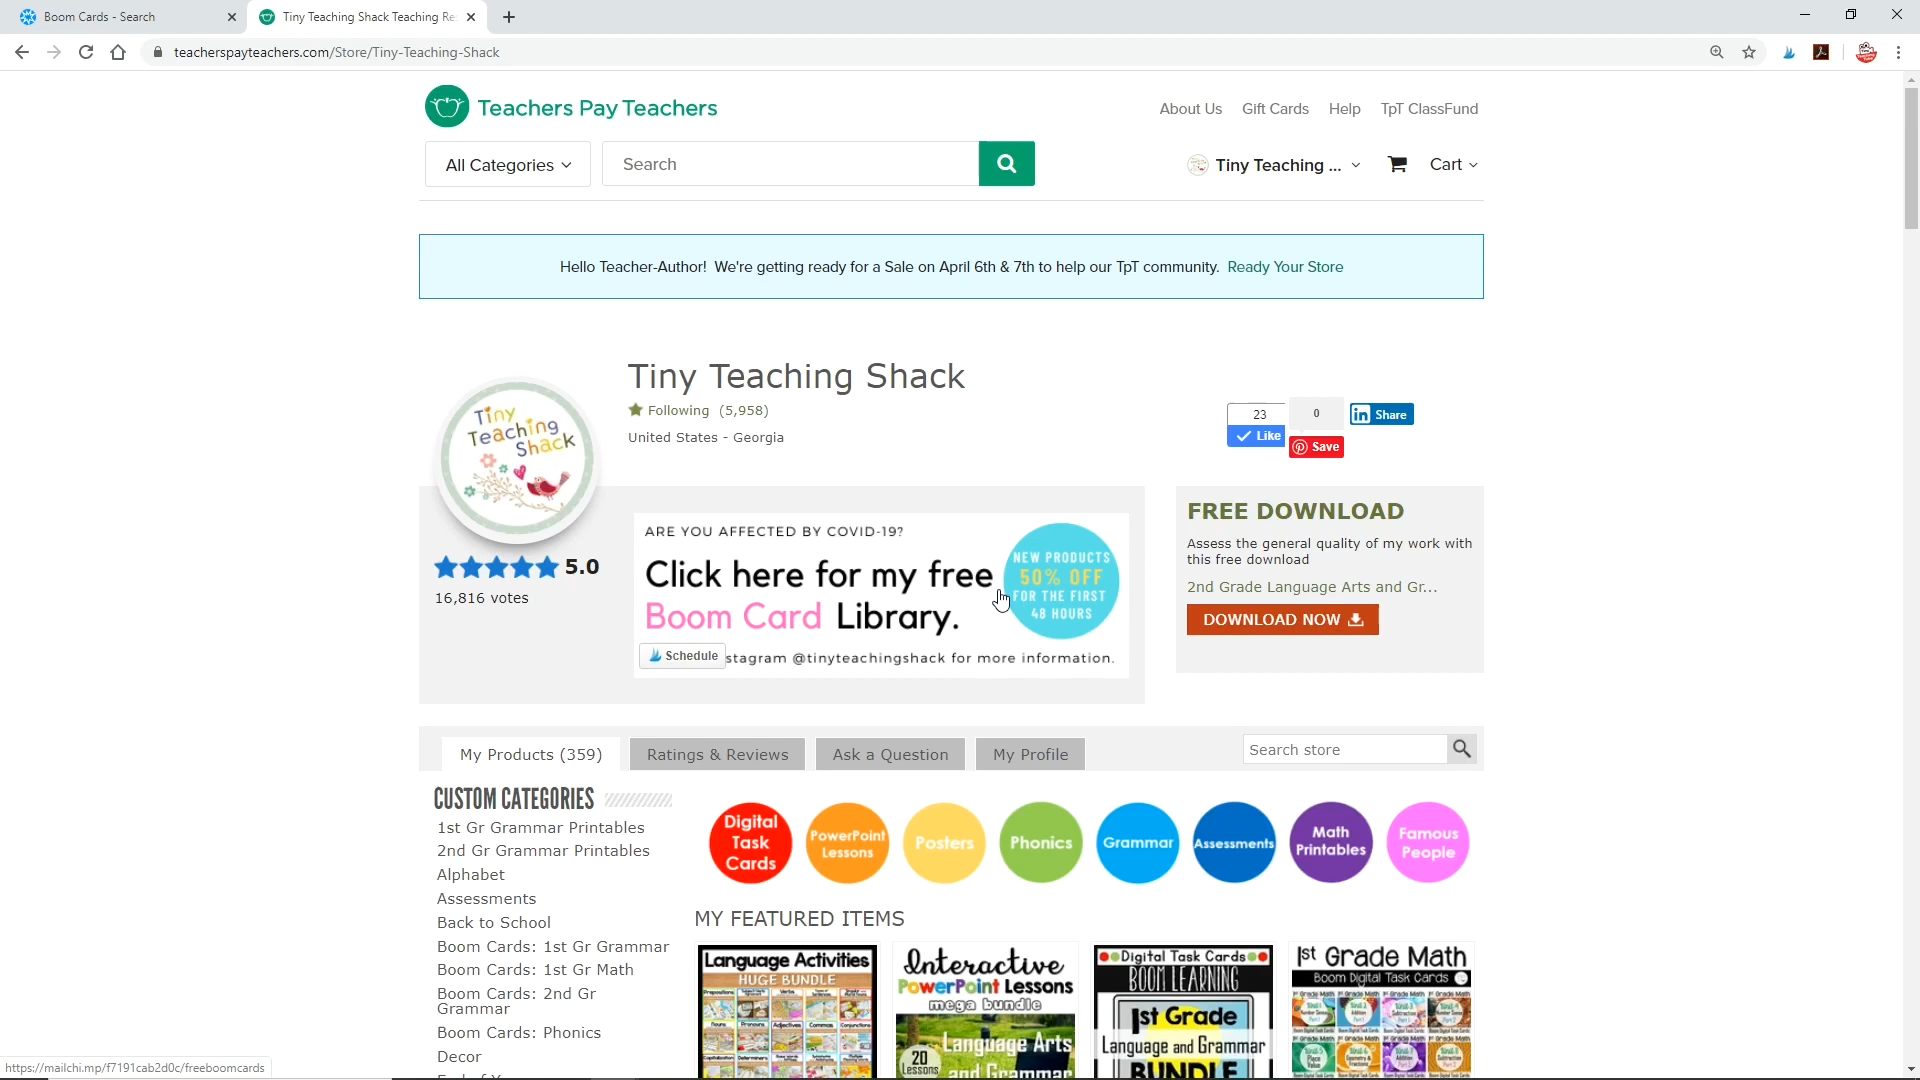 Boom Cards - Search
Tiny Teaching Shack Teaching Re
teacherspayteachers.com/Store/Tiny-Teaching-Shack
Teachers Pay Teachers
About Us Gift Cards Help TpT ClassFund
All Categories
Search
Tiny Teaching ...
Cart
Hello Teacher-Author! We're getting ready for a Sale on April 6th & 7th to help our TpT community. Ready Your Store
Tiny Teaching Shack
Following (5,958)
United States - Georgia
23
Like
0
Save
Share
Tiny
Teaching
Shack
5.0
16,816 votes
ARE YOU AFFECTED BY COVID-19?
Click here for my free
Boom Card Library.
NEW PRODUCTS
50% OFF
FOR THE FIRST
48 HOURS
Schedule
stagram @tinyteachingshack for more information.
FREE DOWNLOAD
Assess the general quality of my work with
this free download
2nd Grade Language Arts and Gr...
DOWNLOAD NOW
My Products (359)
Ratings & Reviews
Ask a Question
My Profile
Search store
CUSTOM CATEGORIES
1st Gr Grammar Printables
2nd Gr Grammar Printables
Alphabet
Assessments
Back to School
Boom Cards: 1st Gr Grammar
Boom Cards: 1st Gr Math
Boom Cards: 2nd Gr
Grammar
Boom Cards: Phonics
Decor
Digital
Task
Cards
PowerPoint
Lessons
Posters
Phonics
Grammar
Assessments
Math
Printables
Famous
People
MY FEATURED ITEMS
Language Activities
HUGE BUNDLE
Interactive
PowerPoint Lessons
mega bundle
20
Lessons
Language Arts
and Grammar
Digital Task Cards
BOOM LEARNING
1st Grade
Language and Grammar
BUNDLE
1st Grade Math
Boom Digital Task Cards
https://mailchi.mp/f7191cab2d0c/freeboomcards